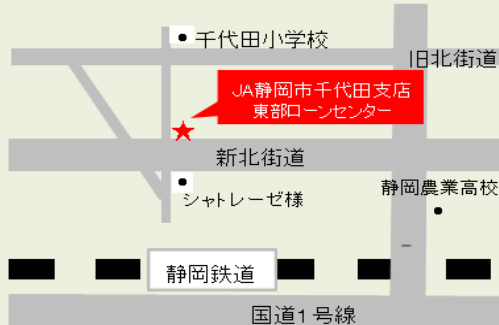 千代田小学校
旧北街道
JA静岡市千代田支店
東部ローンセンター
新北街道
静岡農業高校
シャトレーゼ様
静岡鉄道
国道1号線